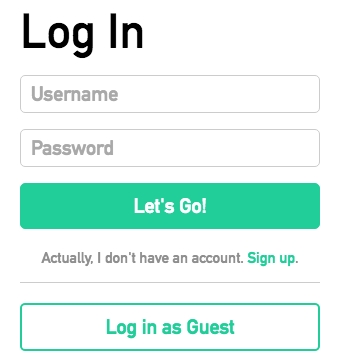 Log In
Username
Password
Let's Go!
Actually, I don't have an account. Sign up.
Log in as Guest